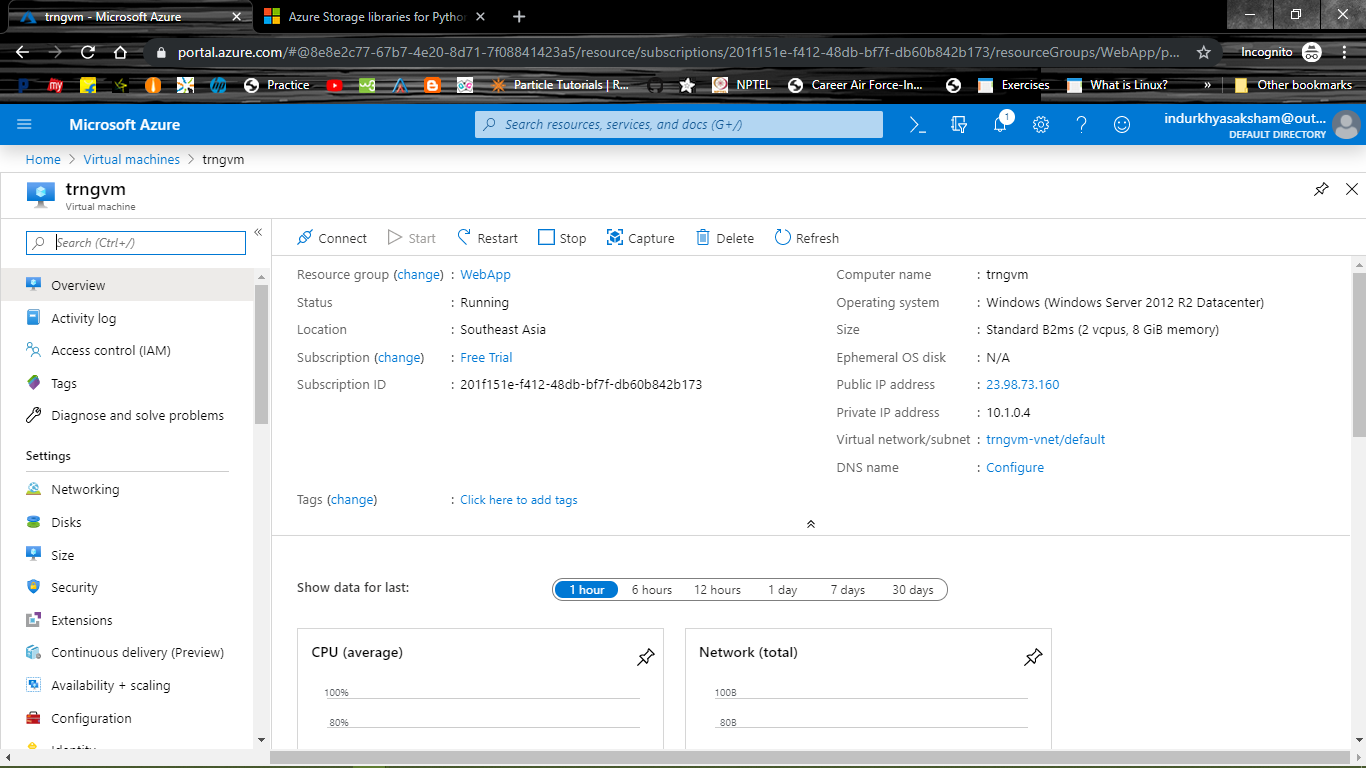 trngvm - Microsoft Azure
Azure Storage libraries for Pytho
portal.azure.com/#@8e8e2c77-67b7-4e20-8d71-7f08841423a5/resource/subscriptions/201f151e-f412-48db-bf7f-db60b842b173/resourceGroups/WebApp/p...
Incognito
my
hp
Practice
Particle Tutorials | R...
NPTEL
Career Air Force-In...
Exercises
What is Linux?
»
Other bookmarks
Microsoft Azure
Search resources, services, and docs (G+/)
1
indurkhyasaksham@out...
DEFAULT DIRECTORY
Home > Virtual machines > trngvm
trngvm
Virtual machine
Search (Ctrl+/)
«
Connect Start Restart Stop Capture Delete Refresh
Overview
Activity log
Access control (IAM)
Tags
Diagnose and solve problems
Settings
Networking
Disks
Size
Security
Extensions
Continuous delivery (Preview)
Availability + scaling
Configuration
Identity
Resource group (change) : WebApp
Status : Running
Location : Southeast Asia
Subscription (change) : Free Trial
Subscription ID : 201f151e-f412-48db-bf7f-db60b842b173
Computer name : trngvm
Operating system : Windows (Windows Server 2012 R2 Datacenter)
Size : Standard B2ms (2 vcpus, 8 GiB memory)
Ephemeral OS disk : N/A
Public IP address : 23.98.73.160
Private IP address : 10.1.0.4
Virtual network/subnet : trngvm-vnet/default
DNS name : Configure
Tags (change) : Click here to add tags
Show data for last:
1 hour 6 hours 12 hours 1 day 7 days 30 days
CPU (average)
100%
80%
Network (total)
100B
80B